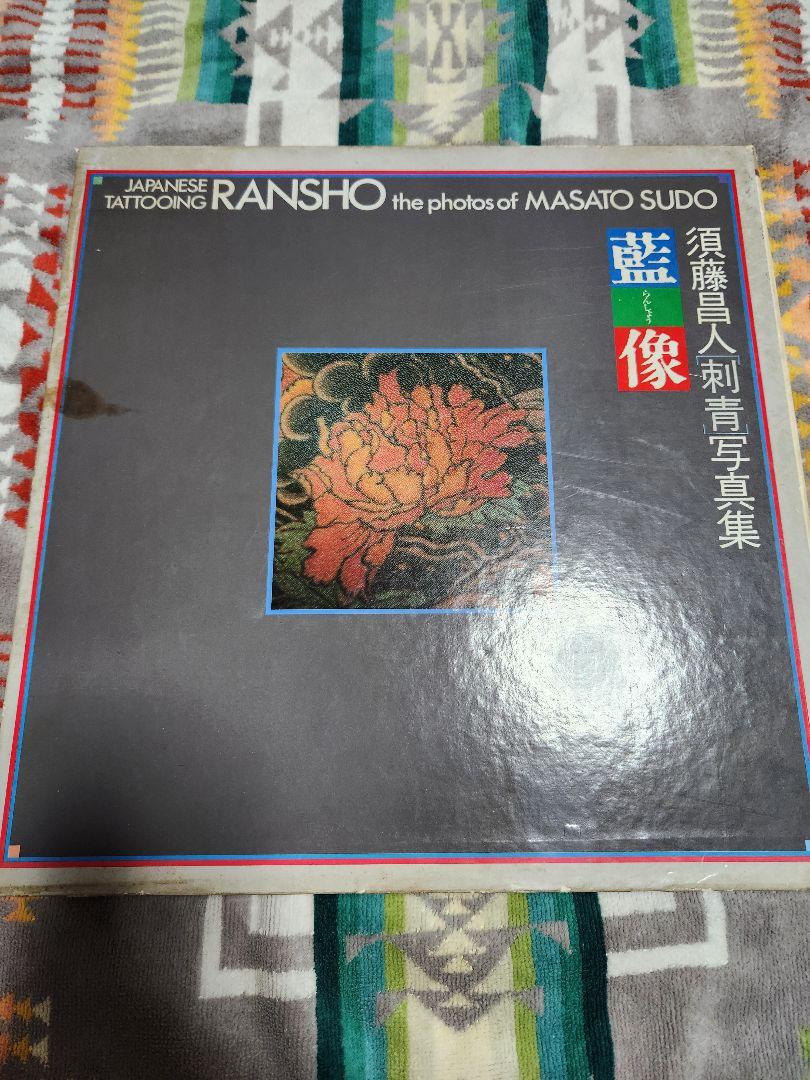 JAPANESE
TATTOOING RANSHO the photos of MASATO SUDO
須藤昌人[刺青]写真集
藍
らんしょう
像